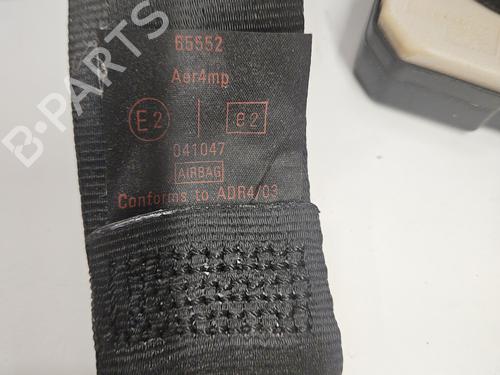 65552
Aer4mp
E2 e2
041047
AIRBAG
Conforms to ADR4/03
B-PARTS